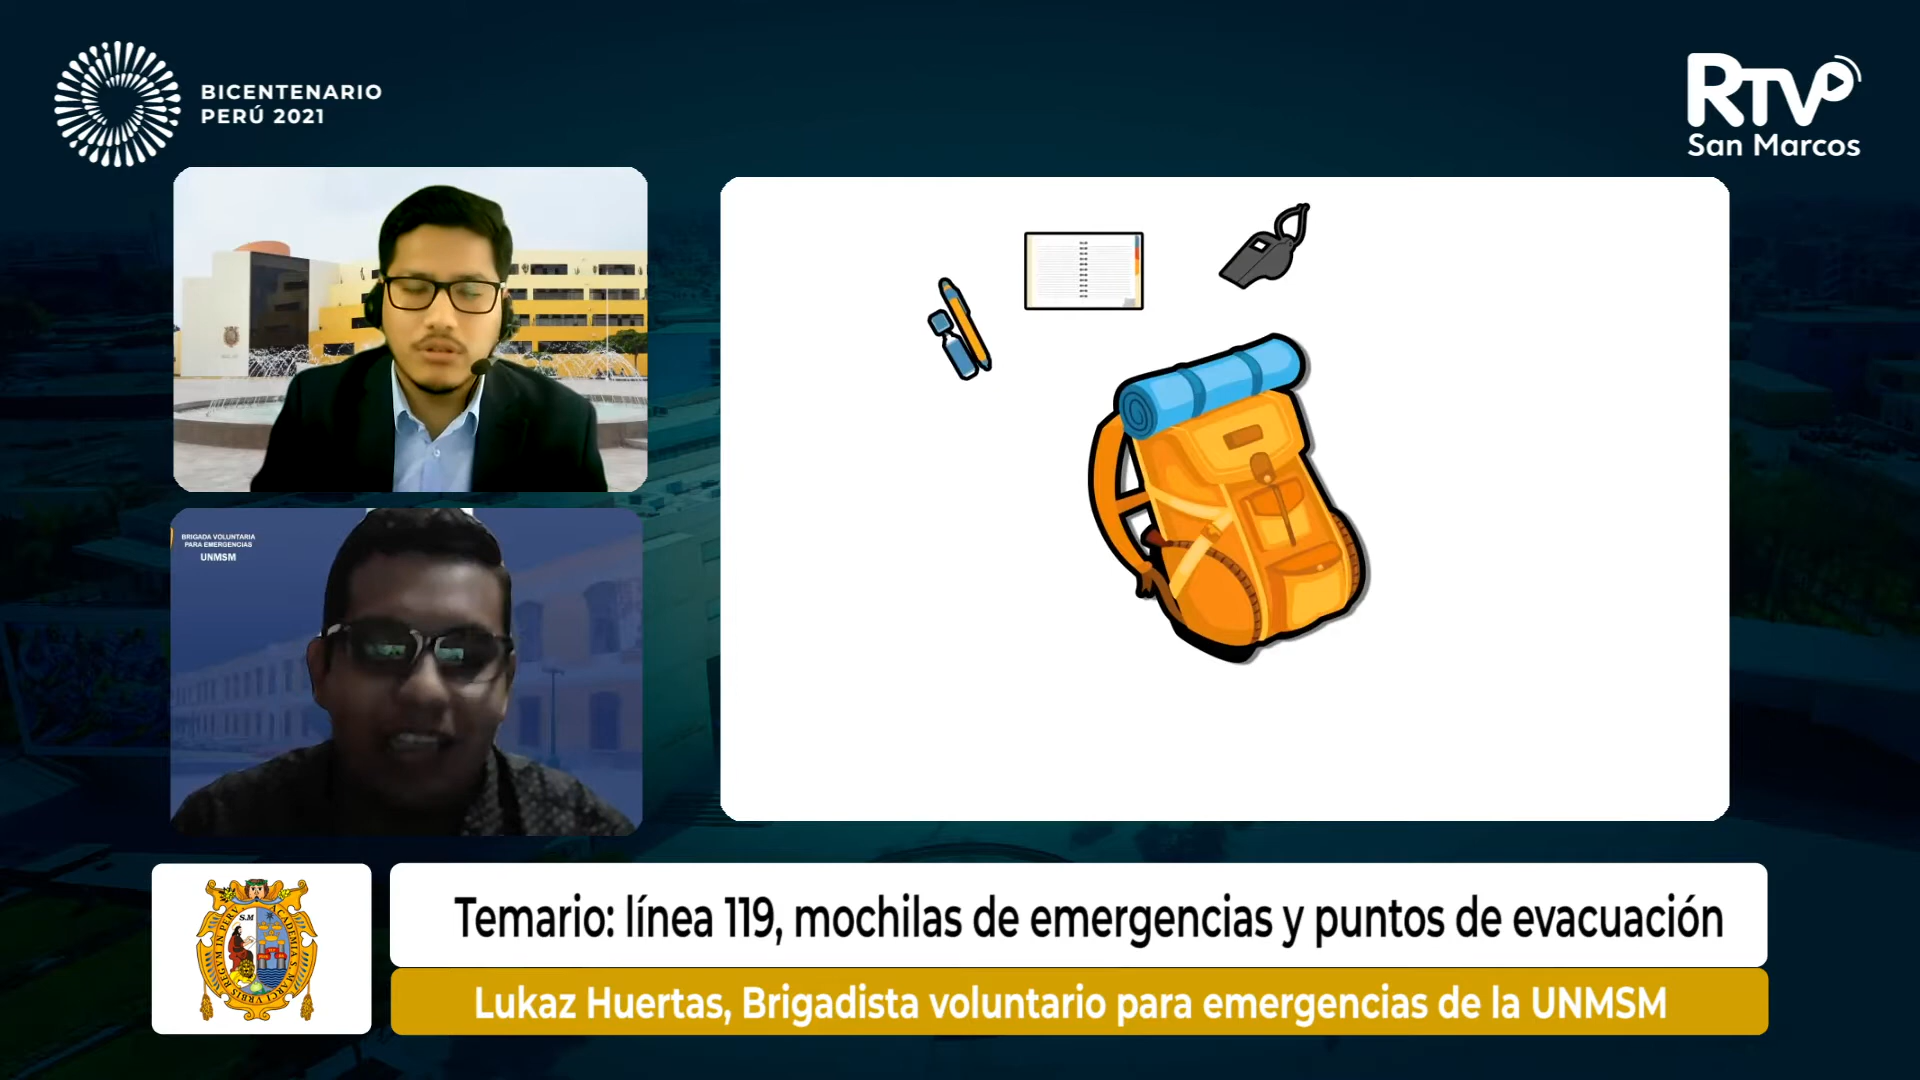 BICENTENARIO
PERÚ 2021
RTV
San Marcos
BRIGADA VOLUNTARIA
PARA EMERGENCIAS
UNMSM
S.M
Temario: línea 119, mochilas de emergencias y puntos de evacuación
Lukaz Huertas, Brigadista voluntario para emergencias de la UNMSM